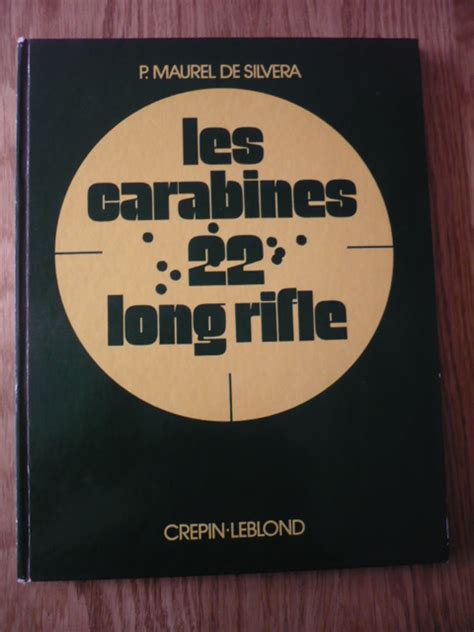 P. MAUREL DE SILVERA
les
carabines
22
long rifle
CREPIN-LEBLOND